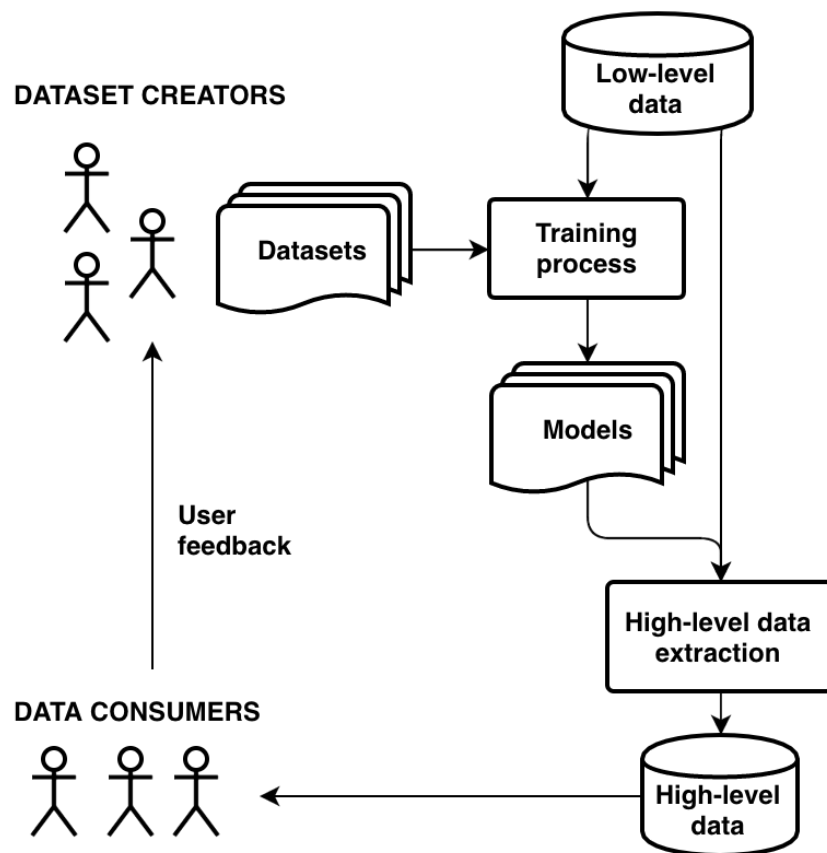 Low-level
data
DATASET CREATORS
Datasets
Training
process
Models
User
feedback
High-level data
extraction
DATA CONSUMERS
High-level
data